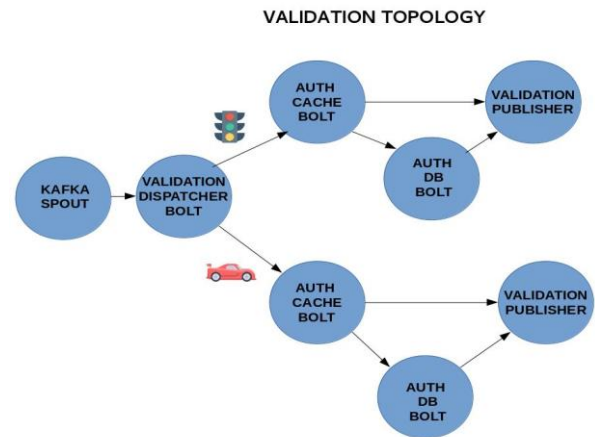 VALIDATION TOPOLOGY
AUTH
CACHE
BOLT
VALIDATION
PUBLISHER
AUTH
DB
BOLT
KAFKA
SPOUT
VALIDATION
DISPATCHER
BOLT
AUTH
CACHE
BOLT
VALIDATION
PUBLISHER
AUTH
DB
BOLT